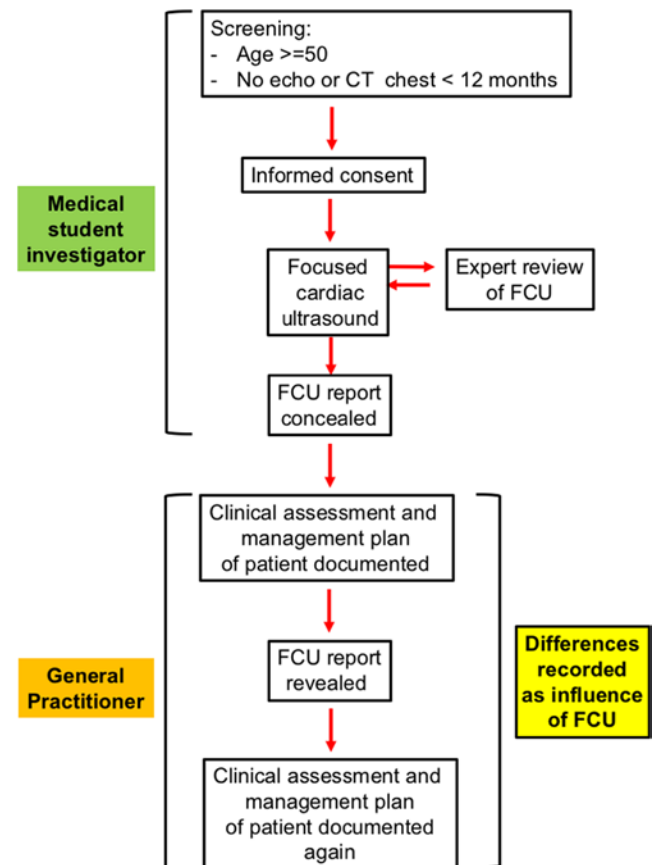 Screening:
- Age >=50
- No echo or CT chest < 12 months
Informed consent
Medical
student
investigator
Focused
cardiac
ultrasound
Expert review
of FCU
FCU report
concealed
Clinical assessment and
management plan
of patient documented
General
Practitioner
FCU report
revealed
Differences
recorded
as influence
of FCU
Clinical assessment and
management plan
of patient documented
again